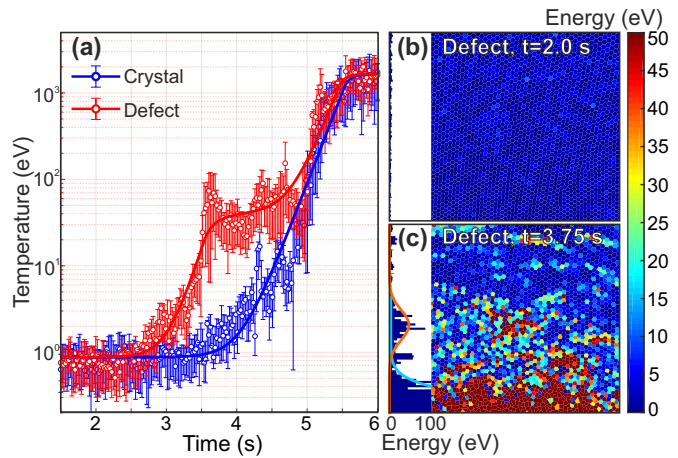 Energy (eV)
(a)
Crystal
Defect
10³
10²
10¹
10⁰
Temperature (eV)
2
3
4
5
6
Time (s)
(b) Defect, t=2.0 s
(c) Defect, t=3.75 s
0 100
Energy (eV)
50
45
40
35
30
25
20
15
10
5
0